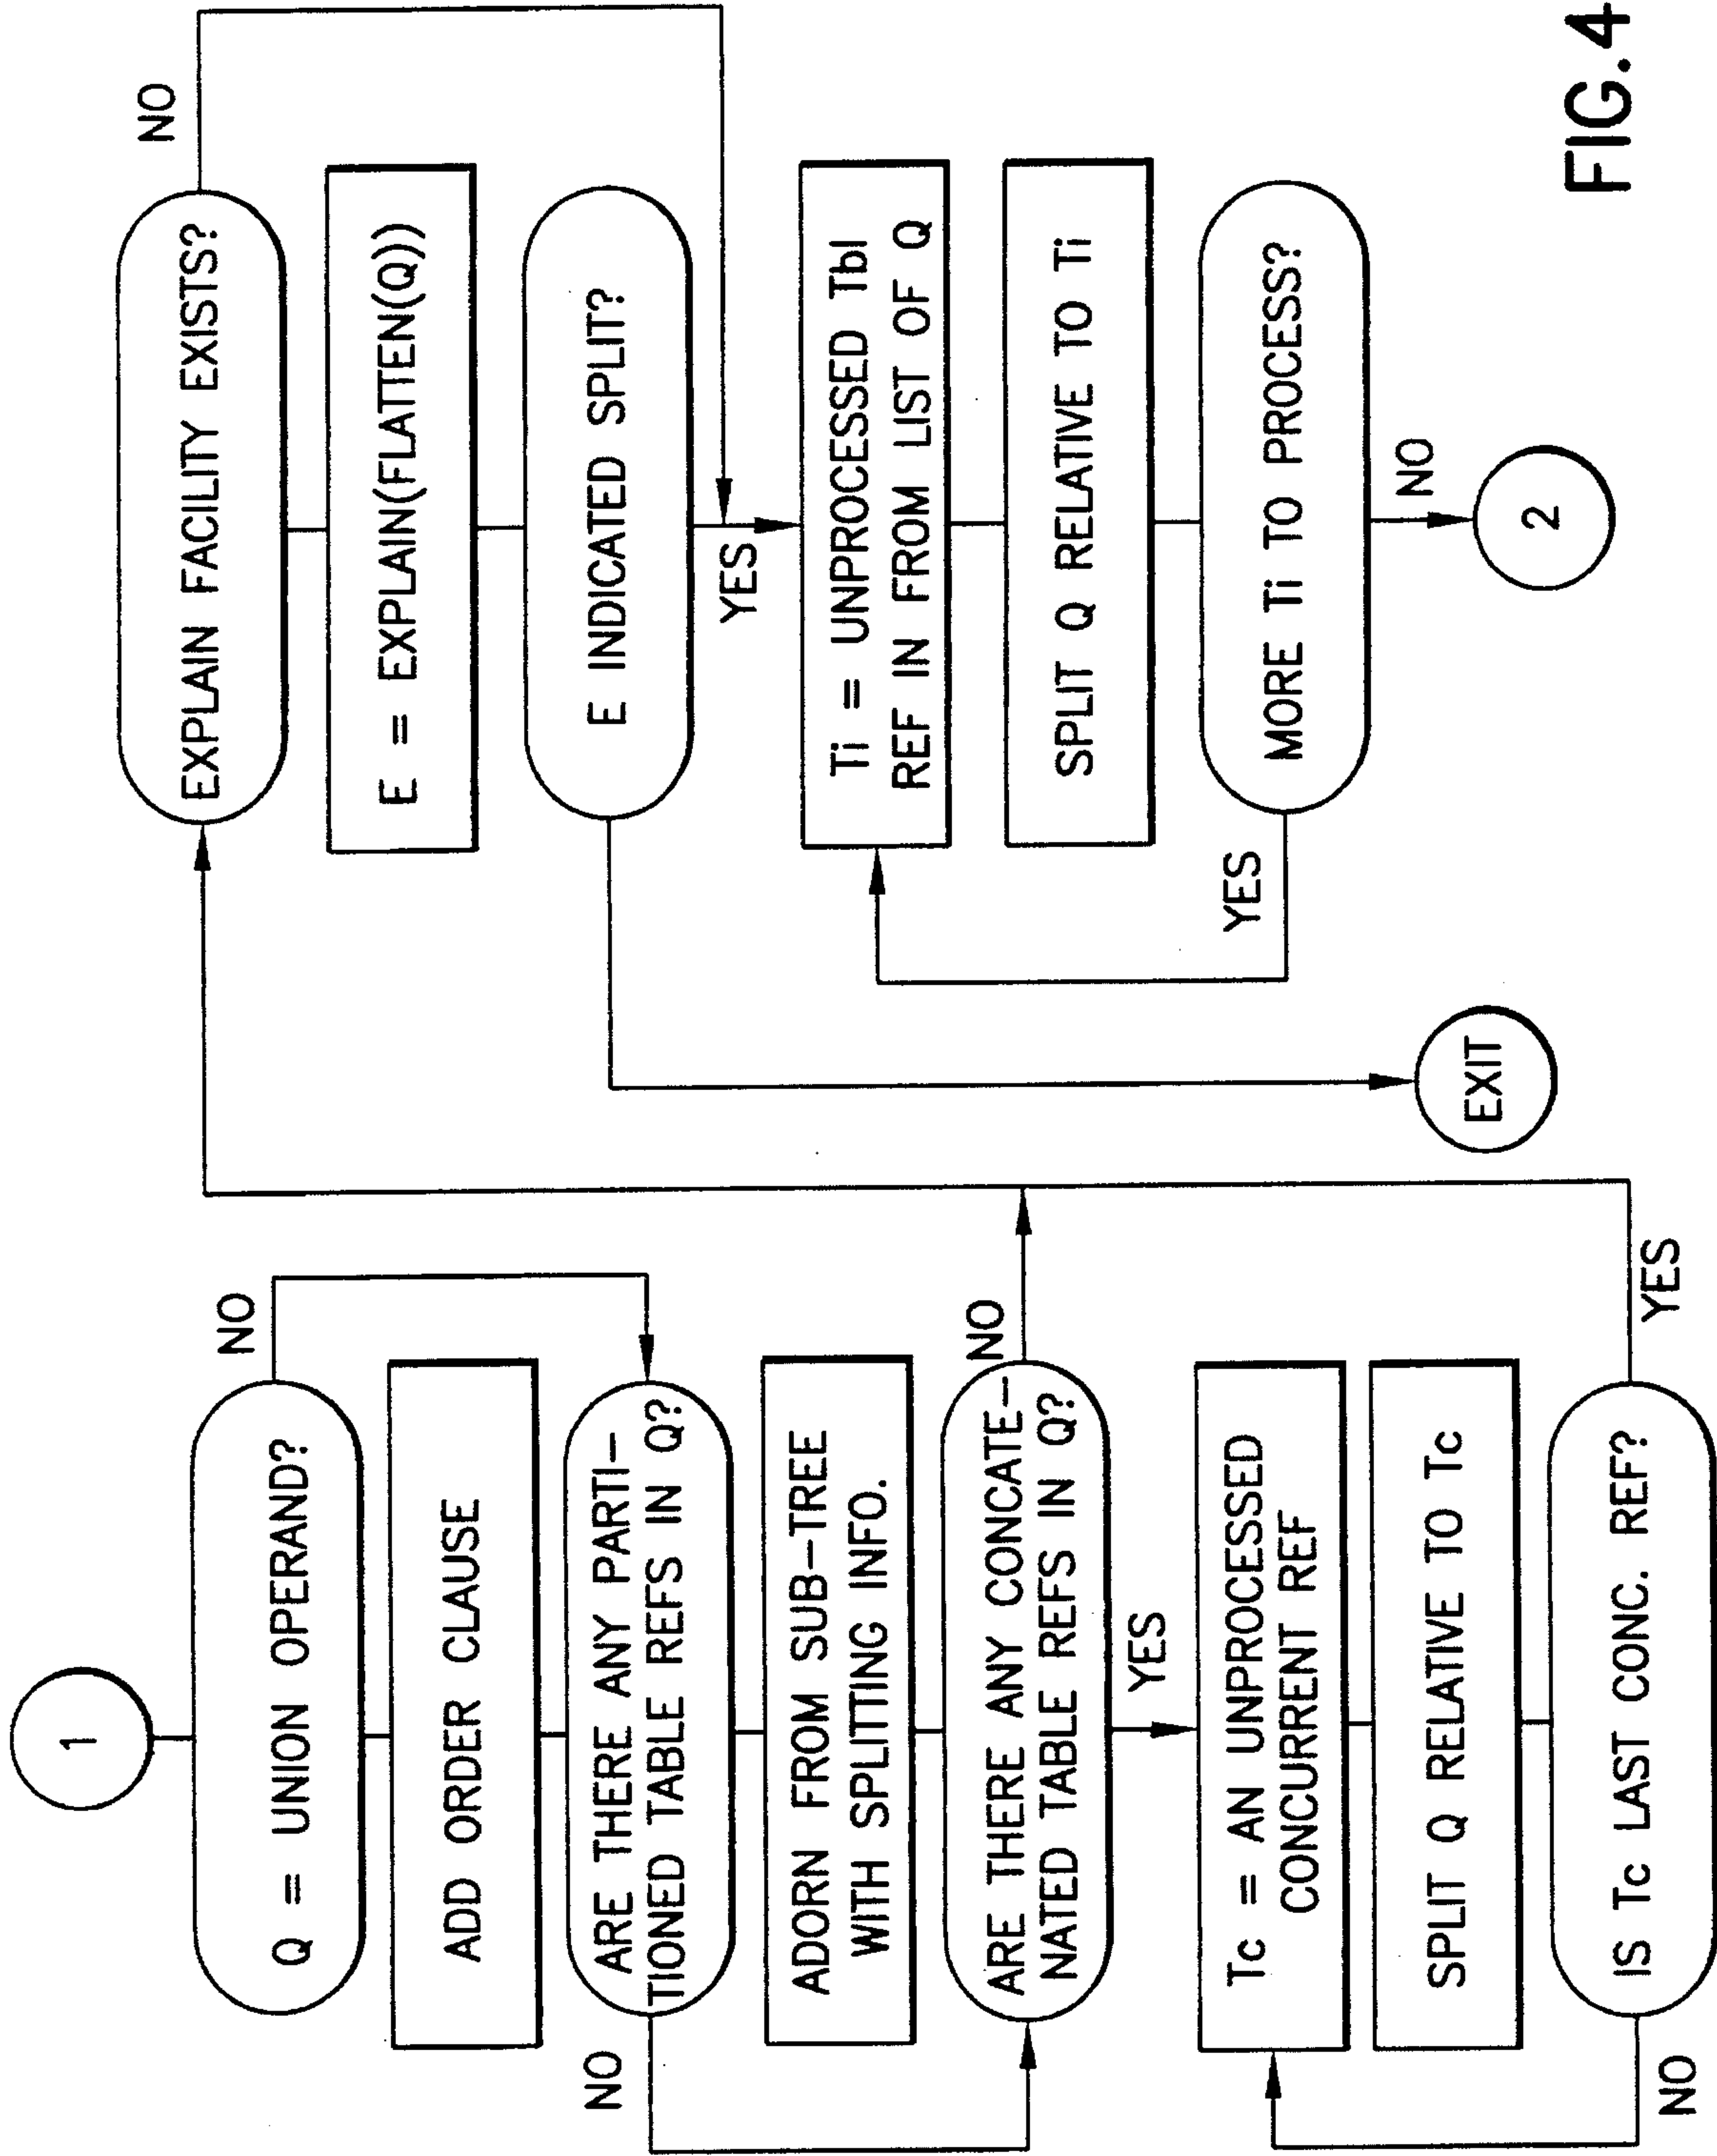 1
Q = UNION OPERAND?
NO
ADD ORDER CLAUSE
ARE THERE ANY PARTI-
TIONED TABLE REFS IN Q?
NO
ADORN FROM SUB-TREE
WITH SPLITTING INFO.
ARE THERE ANY CONCATE-
NATED TABLE REFS IN Q?
NO
YES
Tc = AN UNPROCESSED
CONCURRENT REF
SPLIT Q RELATIVE TO Tc
IS Tc LAST CONC. REF?
NO
YES
EXPLAIN FACILITY EXISTS?
NO
E = EXPLAIN(FLATTEN(Q))
E INDICATED SPLIT?
YES
Ti = UNPROCESSED Tbl
REF IN FROM LIST OF Q
SPLIT Q RELATIVE TO Ti
MORE Ti TO PROCESS?
YES
NO
EXIT
2
FIG.4